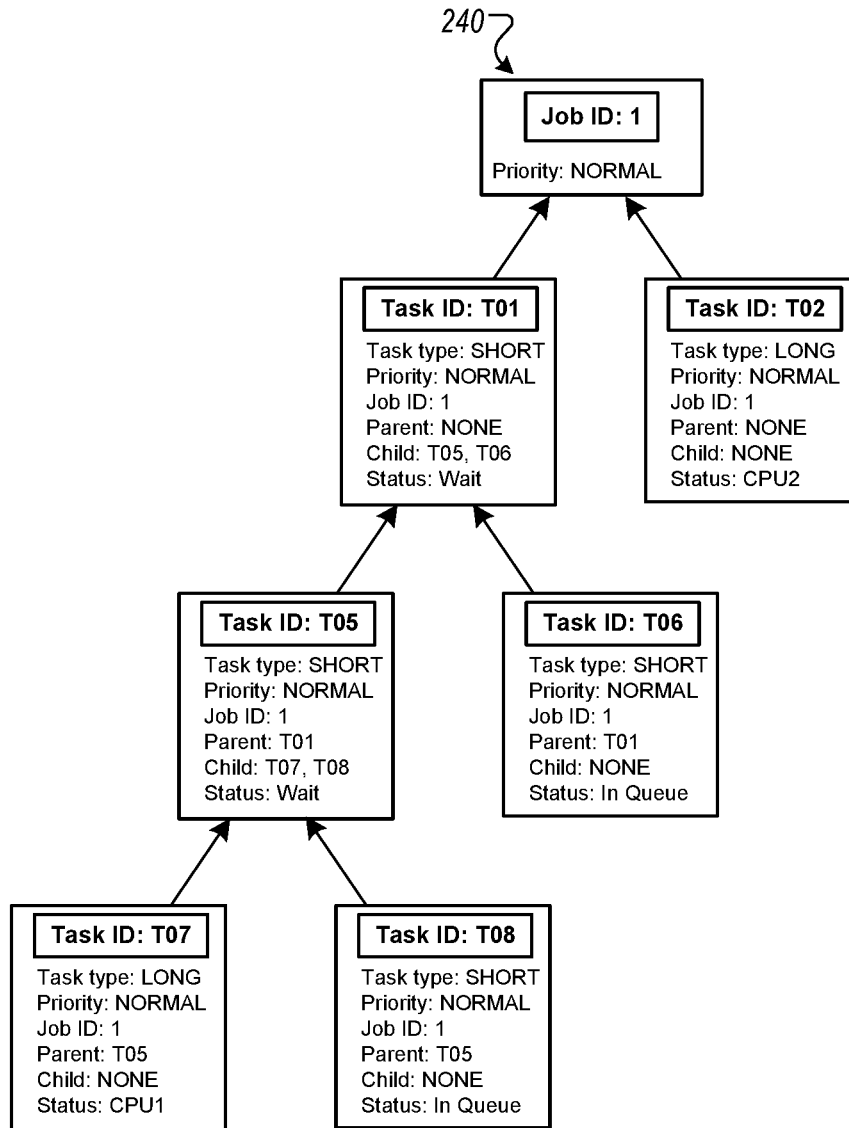 240
Job ID: 1
Priority: NORMAL
Task ID: T01
Task type: SHORT
Priority: NORMAL
Job ID: 1
Parent: NONE
Child: T05, T06
Status: Wait
Task ID: T02
Task type: LONG
Priority: NORMAL
Job ID: 1
Parent: NONE
Child: NONE
Status: CPU2
Task ID: T05
Task type: SHORT
Priority: NORMAL
Job ID: 1
Parent: T01
Child: T07, T08
Status: Wait
Task ID: T06
Task type: SHORT
Priority: NORMAL
Job ID: 1
Parent: T01
Child: NONE
Status: In Queue
Task ID: T07
Task type: LONG
Priority: NORMAL
Job ID: 1
Parent: T05
Child: NONE
Status: CPU1
Task ID: T08
Task type: SHORT
Priority: NORMAL
Job ID: 1
Parent: T05
Child: NONE
Status: In Queue